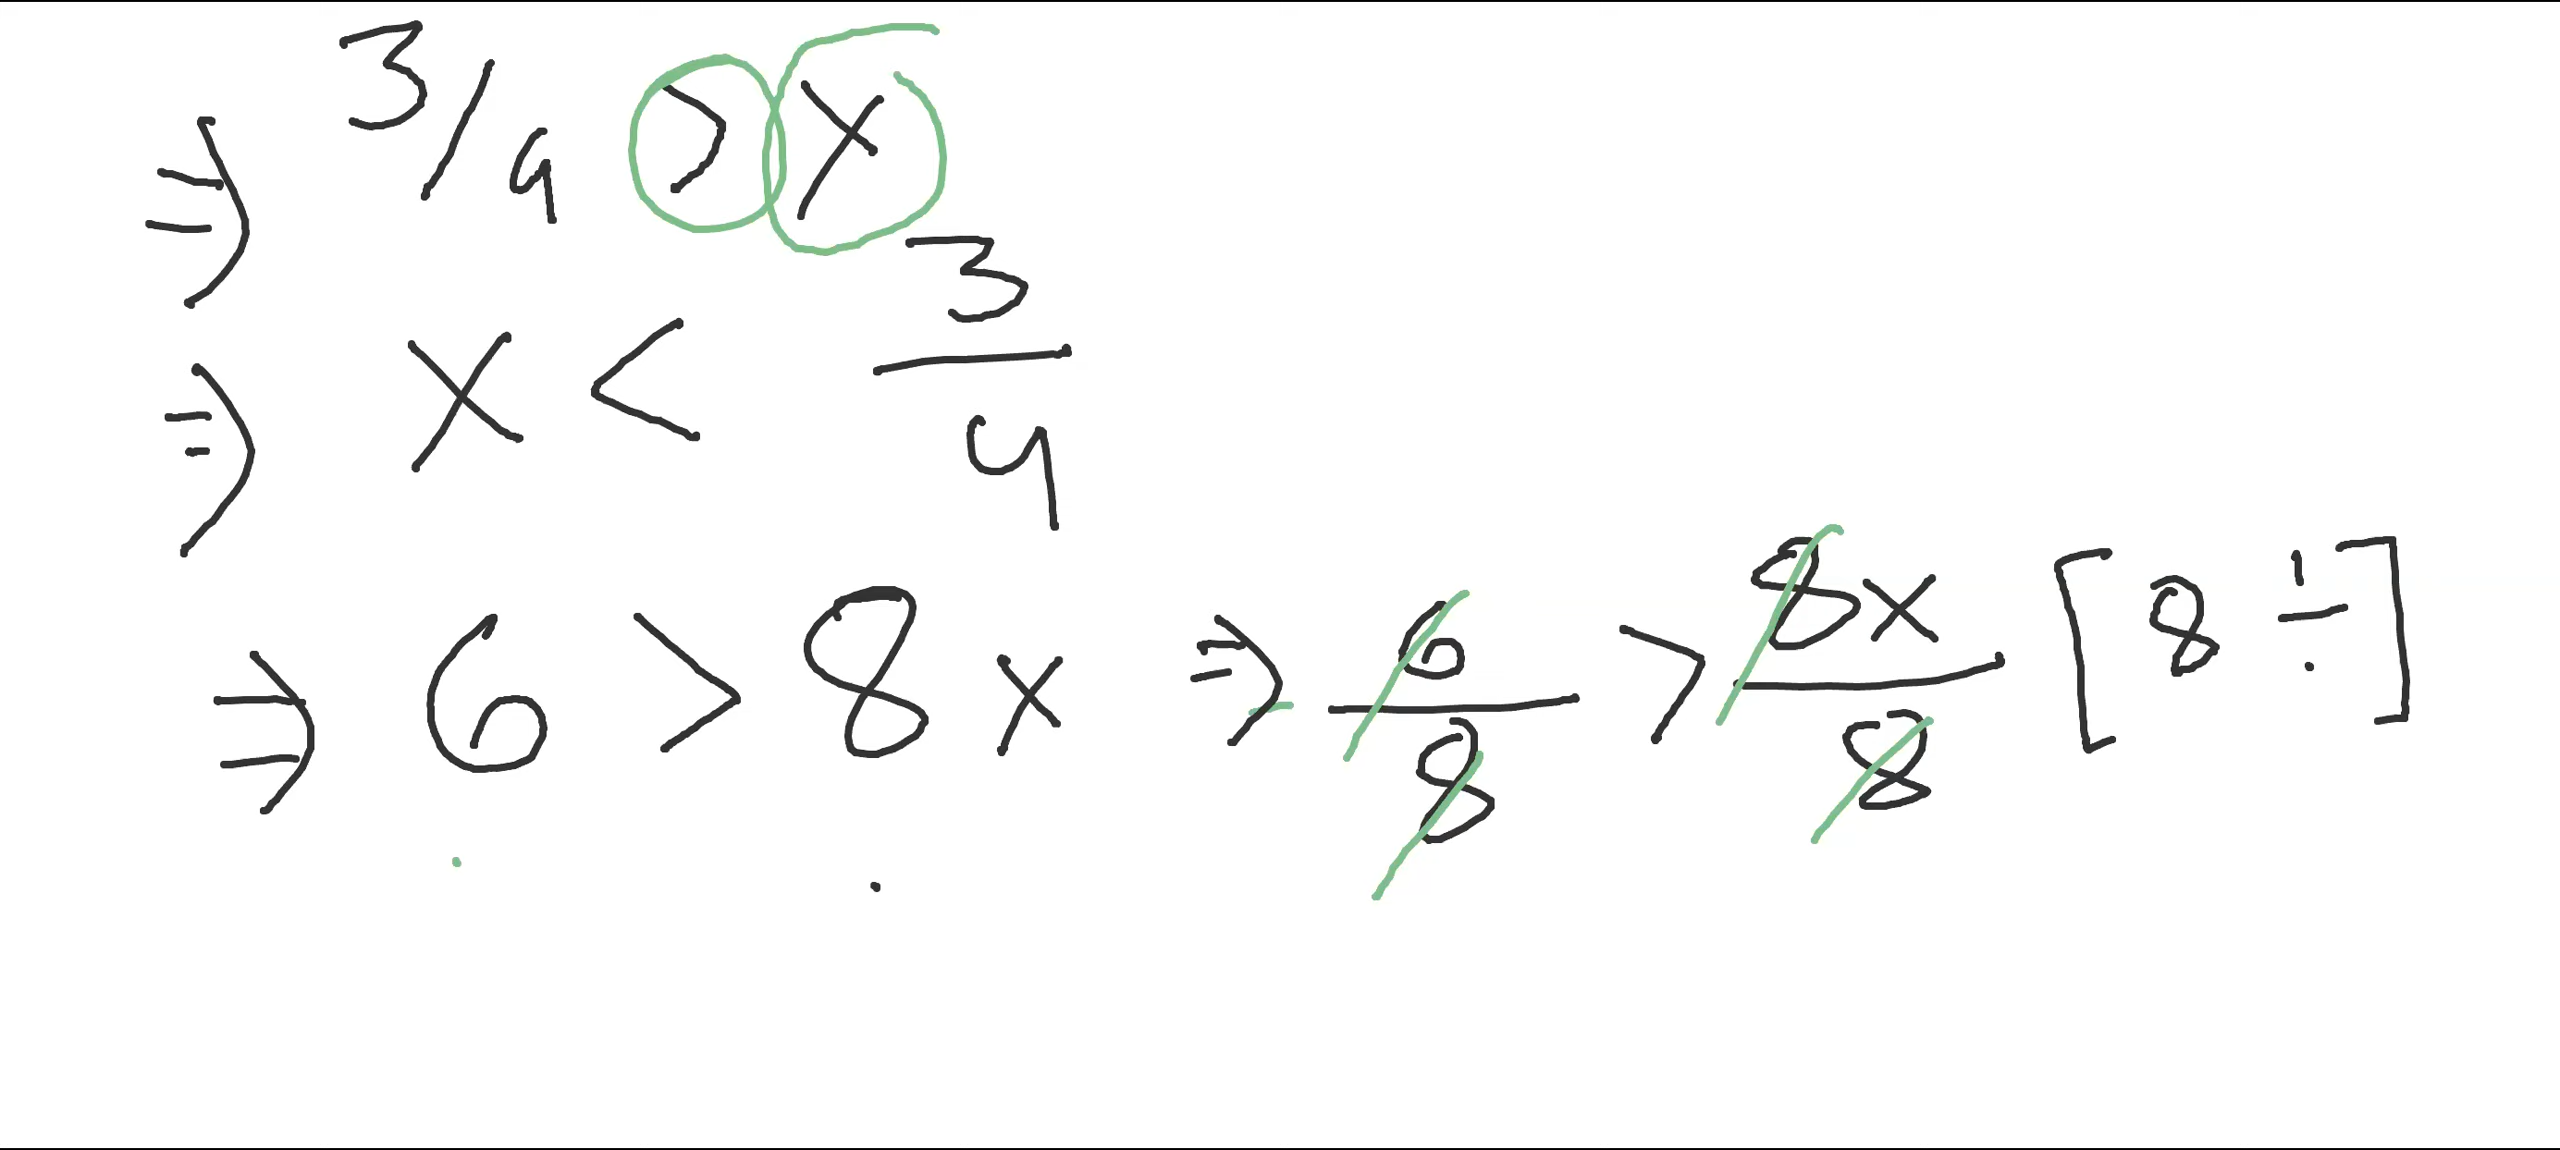 ⇒ 3/4 > x
⇒ x < 3/4
⇒ 6 > 8x ⇒ 6/8 > 8x/8 [8 ÷]